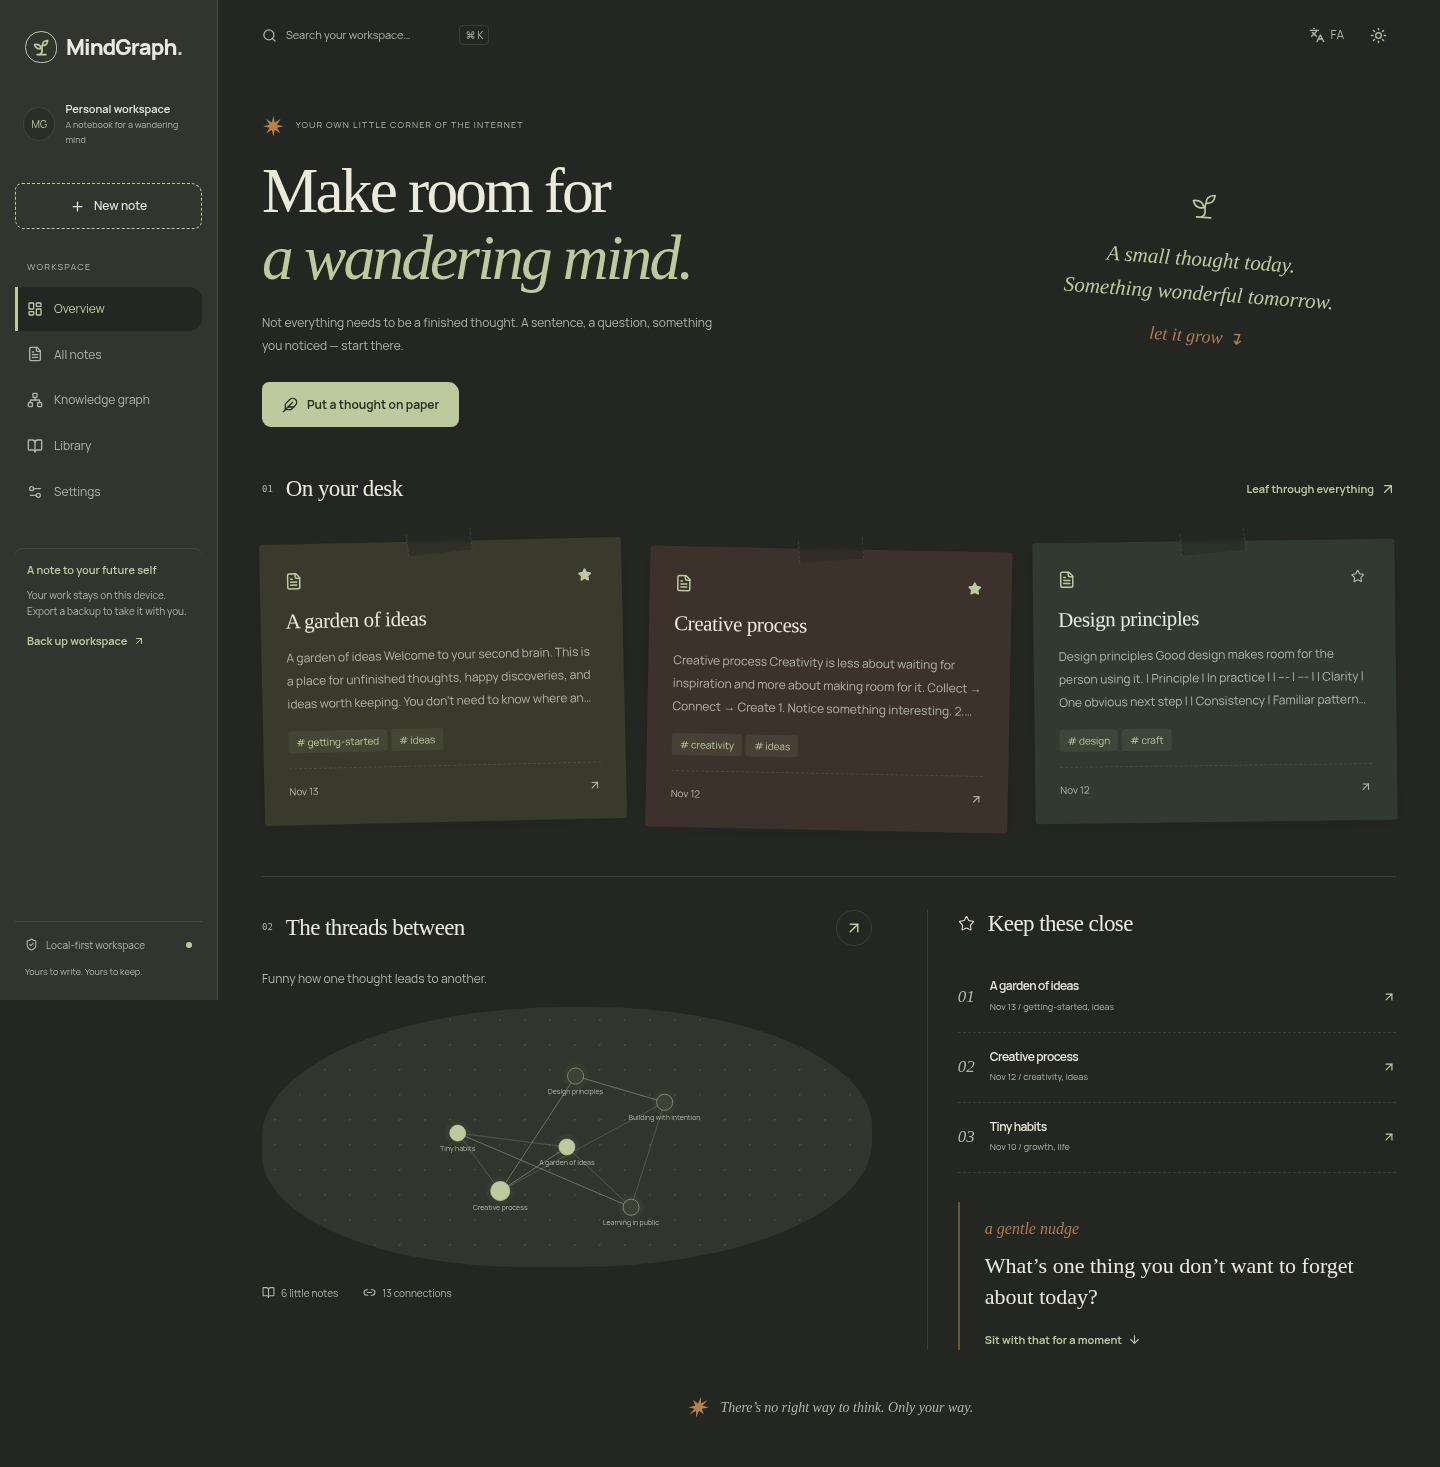 MindGraph.
MG
Personal workspace
A notebook for a wandering
mind
New note
WORKSPACE
Overview
All notes
Knowledge graph
Library
Settings
A note to your future self
Your work stays on this device.
Export a backup to take it with you.
Back up workspace
Local-first workspace
Yours to write. Yours to keep.
Search your workspace...
⌘ K
FA
YOUR OWN LITTLE CORNER OF THE INTERNET
Make room for
a wandering mind.
Not everything needs to be a finished thought. A sentence, a question, something
you noticed — start there.
Put a thought on paper
A small thought today.
Something wonderful tomorrow.
let it grow ↴
01 On your desk
Leaf through everything
A garden of ideas
A garden of ideas Welcome to your second brain. This is
a place for unfinished thoughts, happy discoveries, and
ideas worth keeping. You don't need to know where an...
# getting-started # ideas
Nov 13
Creative process
Creative process Creativity is less about waiting for
inspiration and more about making room for it. Collect →
Connect → Create 1. Notice something interesting. 2....
# creativity # ideas
Nov 12
Design principles
Design principles Good design makes room for the
person using it. | Principle | In practice | | --- | --- | | Clarity |
One obvious next step | | Consistency | Familiar pattern...
# design # craft
Nov 12
02 The threads between
Funny how one thought leads to another.
Design principles
Building with intention
Tiny habits
A garden of ideas
Creative process
Learning in public
6 little notes
13 connections
Keep these close
01 A garden of ideas
Nov 13 / getting-started, ideas
02 Creative process
Nov 12 / creativity, ideas
03 Tiny habits
Nov 10 / growth, life
a gentle nudge
What’s one thing you don’t want to forget
about today?
Sit with that for a moment ↓
There’s no right way to think. Only your way.